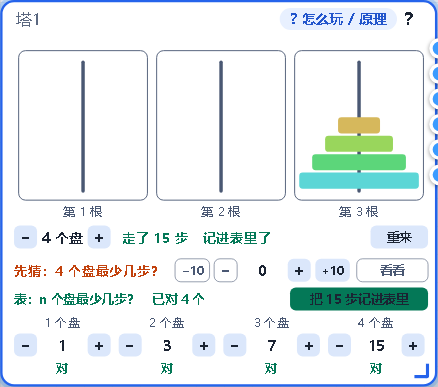 塔1 ? 怎么玩 / 原理 ?
第 1 根 第 2 根 第 3 根
− 4 个盘 + 走了 15 步 记进表里了 重来
先猜：4 个盘最少几步? −10 − 0 + +10 看看
表：n 个盘最少几步? 已对 4 个 把 15 步记进表里
1 个盘 2 个盘 3 个盘 4 个盘
− 1 + − 3 + − 7 + − 15 +
对 对 对 对